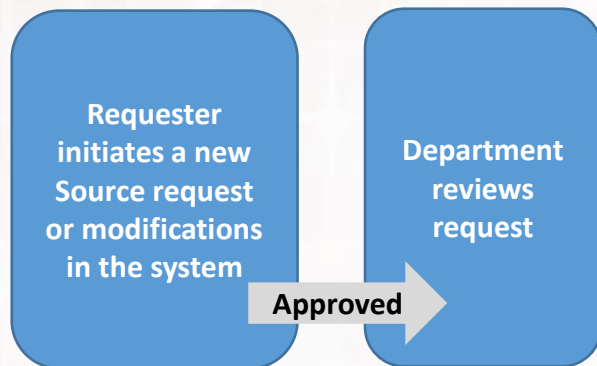 Requester
initiates a new
Source request
or modifications
in the system
Approved
Department
reviews
request